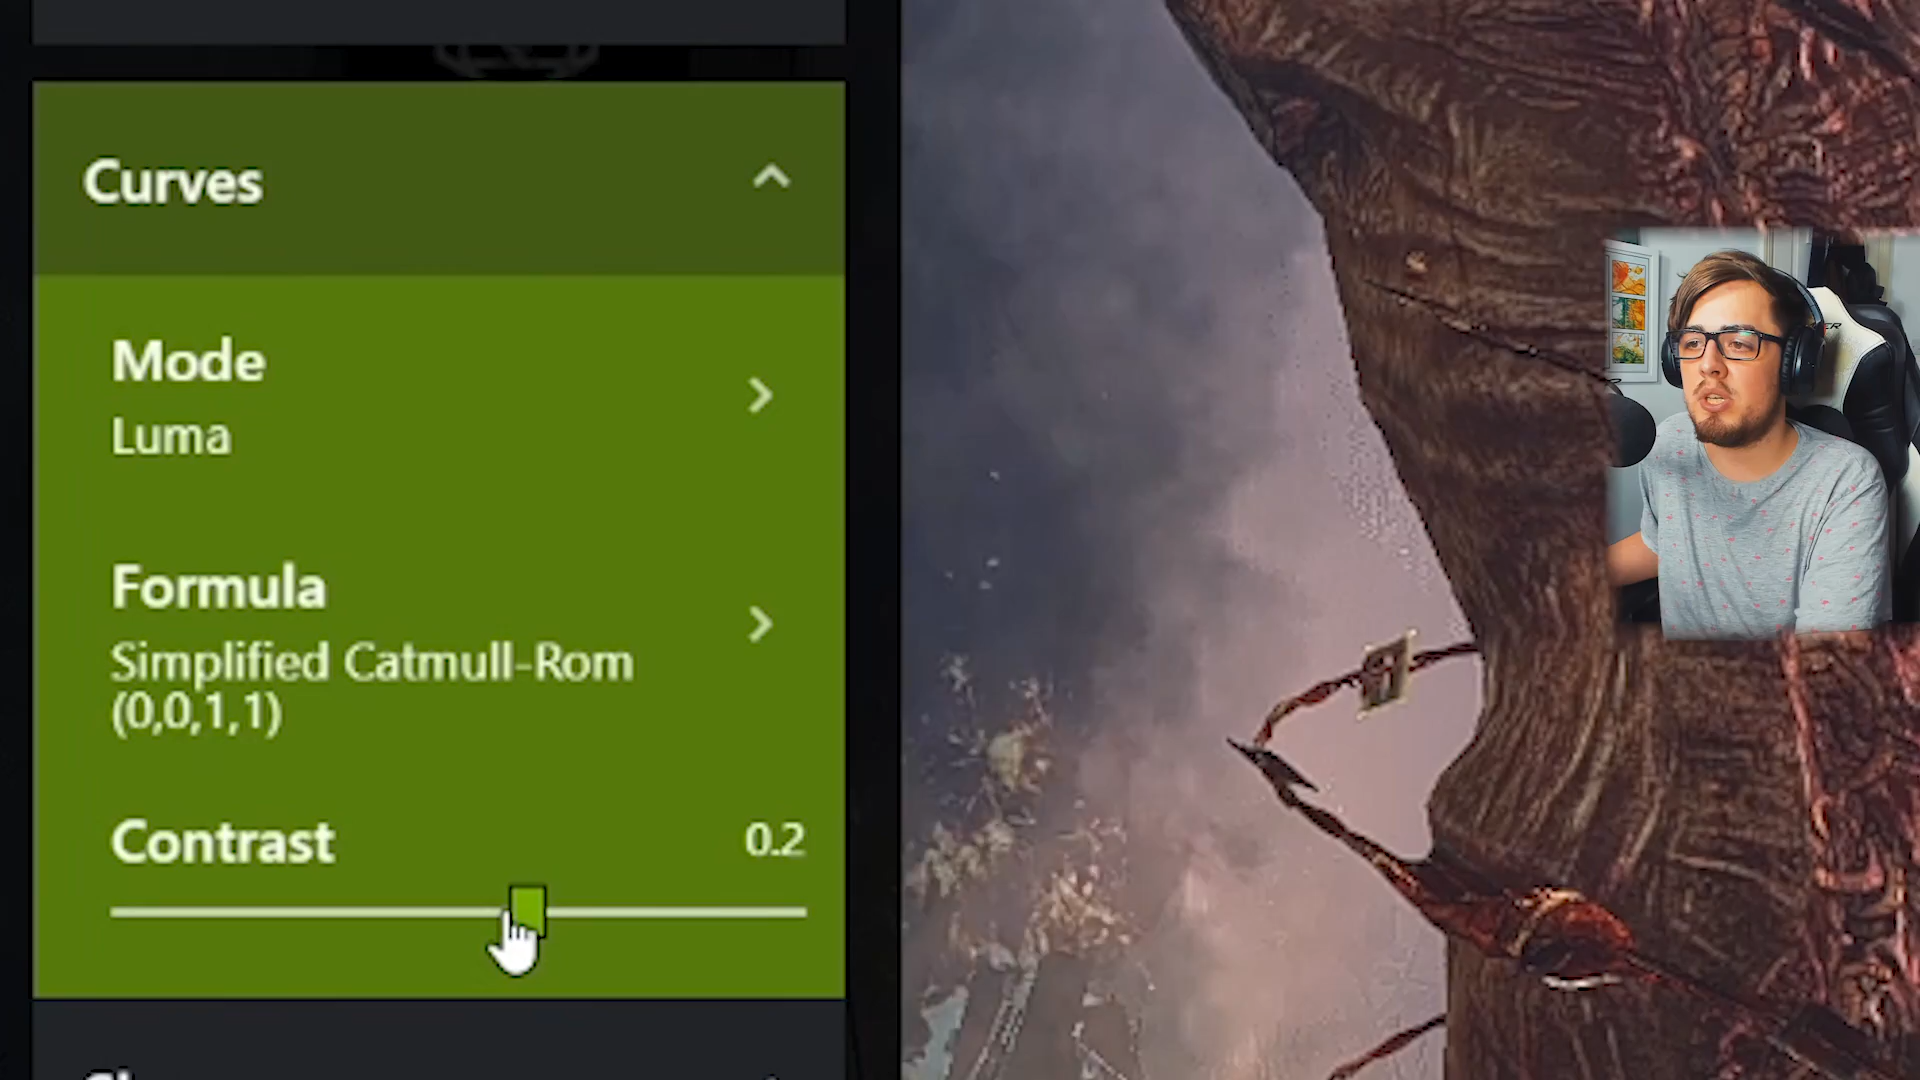 Curves
Mode
Luma
Formula
Simplified Catmull-Rom
(0,0,1,1)
Contrast
0.2